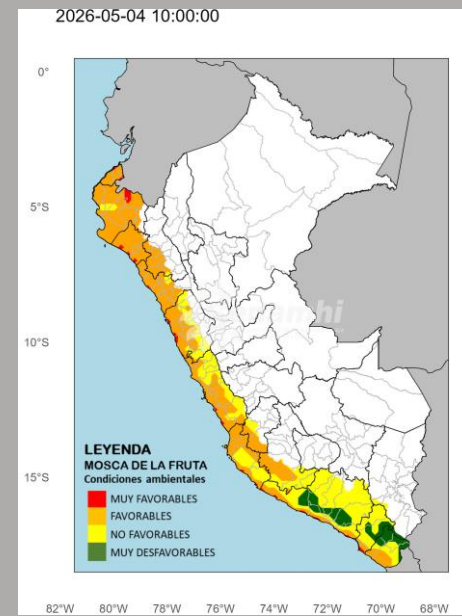 2026-05-04 10:00:00
0°
5°S
10°S
15°S
LEYENDA
MOSCA DE LA FRUTA
Condiciones ambientales
MUY FAVORABLES
FAVORABLES
NO FAVORABLES
MUY DESFAVORABLES
82°W 80°W 78°W 76°W 74°W 72°W 70°W 68°W